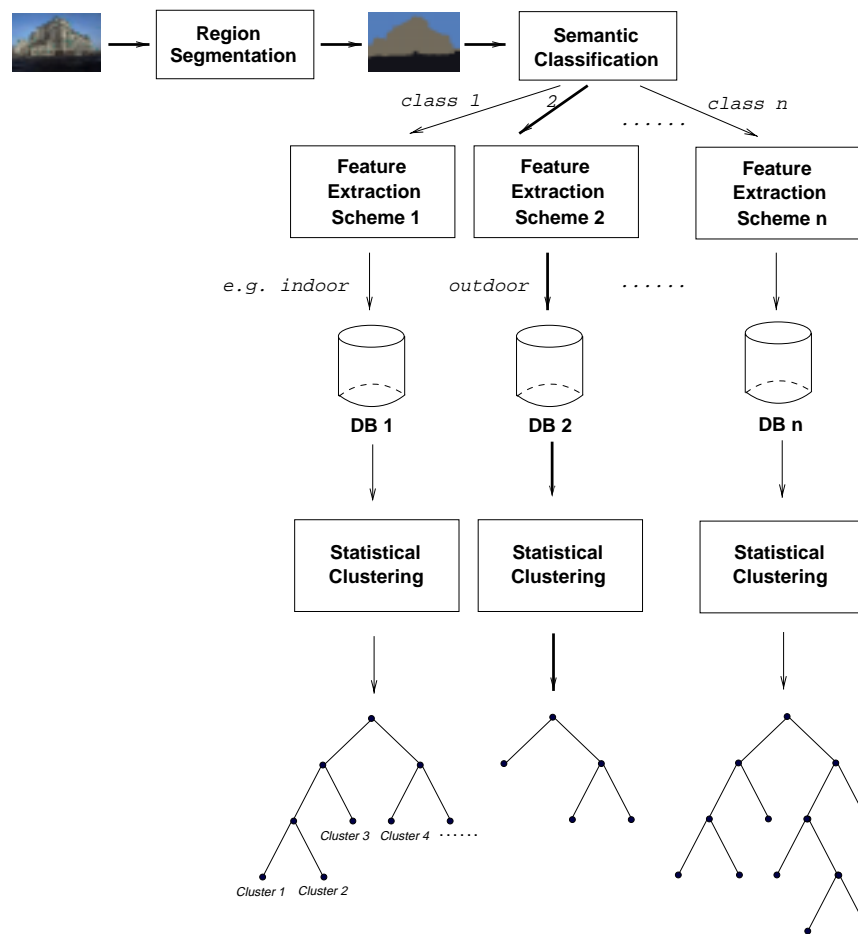 Region
Segmentation
Semantic
Classification
class 1
2
class n
......
Feature
Extraction
Scheme 1
Feature
Extraction
Scheme 2
Feature
Extraction
Scheme n
e.g. indoor
outdoor
......
DB 1
DB 2
DB n
Statistical
Clustering
Statistical
Clustering
Statistical
Clustering
Cluster 3
Cluster 4
......
Cluster 1
Cluster 2